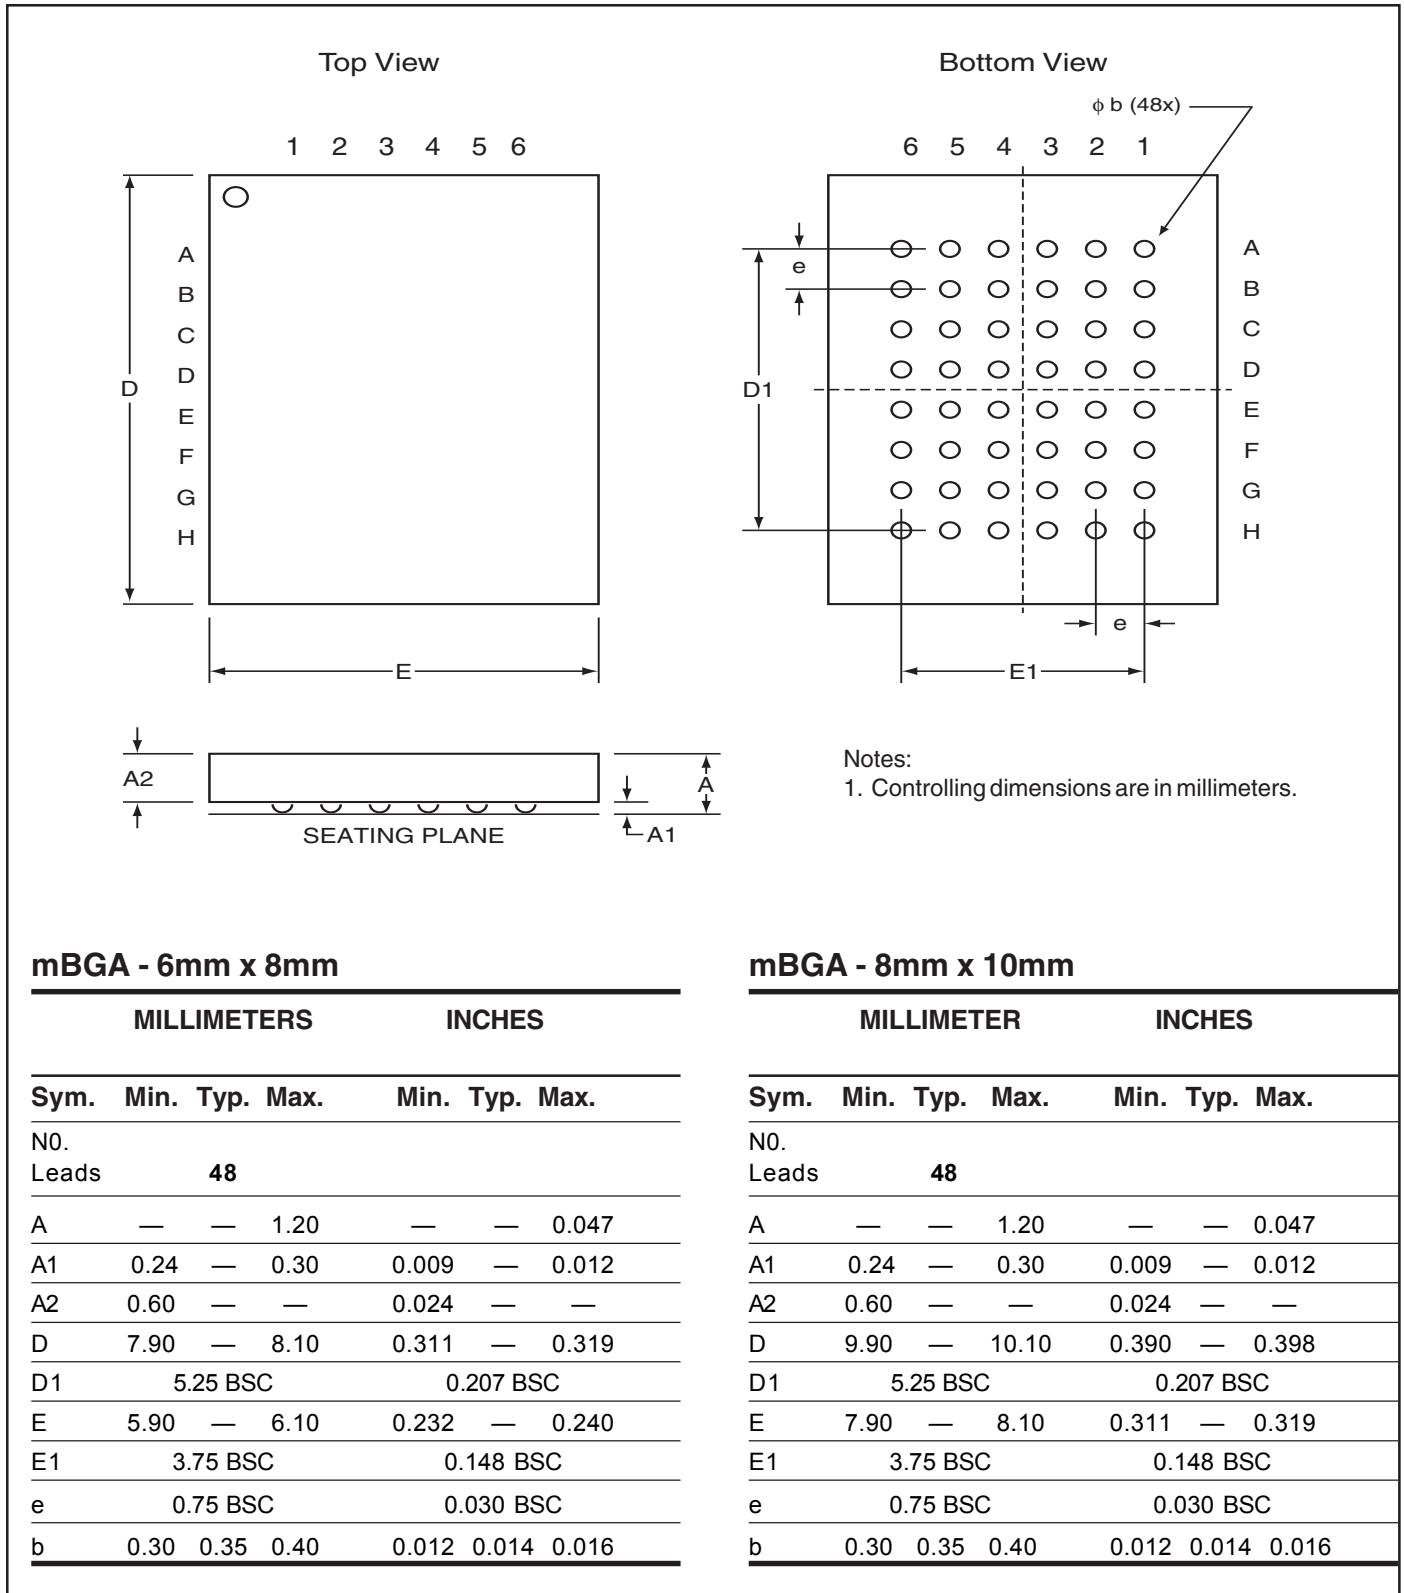 Top View
Bottom View
ϕ b (48x)
1 2 3 4 5 6
6 5 4 3 2 1
A
B
C
D
E
F
G
H
D
E
e
D1
A
B
C
D
E
F
G
H
e
E1
A2
A
A1
SEATING PLANE
Notes:
1. Controlling dimensions are in millimeters.
mBGA - 6mm x 8mm
MILLIMETERS INCHES
Sym. Min. Typ. Max. Min. Typ. Max.
N0.
Leads 48
A — — 1.20 — — 0.047
A1 0.24 — 0.30 0.009 — 0.012
A2 0.60 — — 0.024 — —
D 7.90 — 8.10 0.311 — 0.319
D1 5.25 BSC 0.207 BSC
E 5.90 — 6.10 0.232 — 0.240
E1 3.75 BSC 0.148 BSC
e 0.75 BSC 0.030 BSC
b 0.30 0.35 0.40 0.012 0.014 0.016
mBGA - 8mm x 10mm
MILLIMETER INCHES
Sym. Min. Typ. Max. Min. Typ. Max.
N0.
Leads 48
A — — 1.20 — — 0.047
A1 0.24 — 0.30 0.009 — 0.012
A2 0.60 — — 0.024 — —
D 9.90 — 10.10 0.390 — 0.398
D1 5.25 BSC 0.207 BSC
E 7.90 — 8.10 0.311 — 0.319
E1 3.75 BSC 0.148 BSC
e 0.75 BSC 0.030 BSC
b 0.30 0.35 0.40 0.012 0.014 0.016